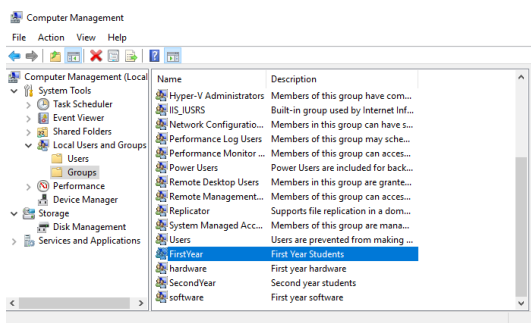 Computer Management
File Action View Help
Computer Management (Local
System Tools
Task Scheduler
Event Viewer
Shared Folders
Local Users and Groups
Users
Groups
Performance
Device Manager
Storage
Disk Management
Services and Applications
Name Description
Hyper-V Administrators Members of this group have com...
IIS_IUSRS Built-in group used by Internet Inf...
Network Configuratio... Members in this group can have s...
Performance Log Users Members of this group may sche...
Performance Monitor ... Members of this group can acces...
Power Users Power Users are included for back...
Remote Desktop Users Members in this group are grante...
Remote Management... Members of this group can acces...
Replicator Supports file replication in a dom...
System Managed Acc... Members of this group are mana...
Users Users are prevented from making ...
FirstYear First Year Students
hardware First year hardware
SecondYear Second year students
software First year software